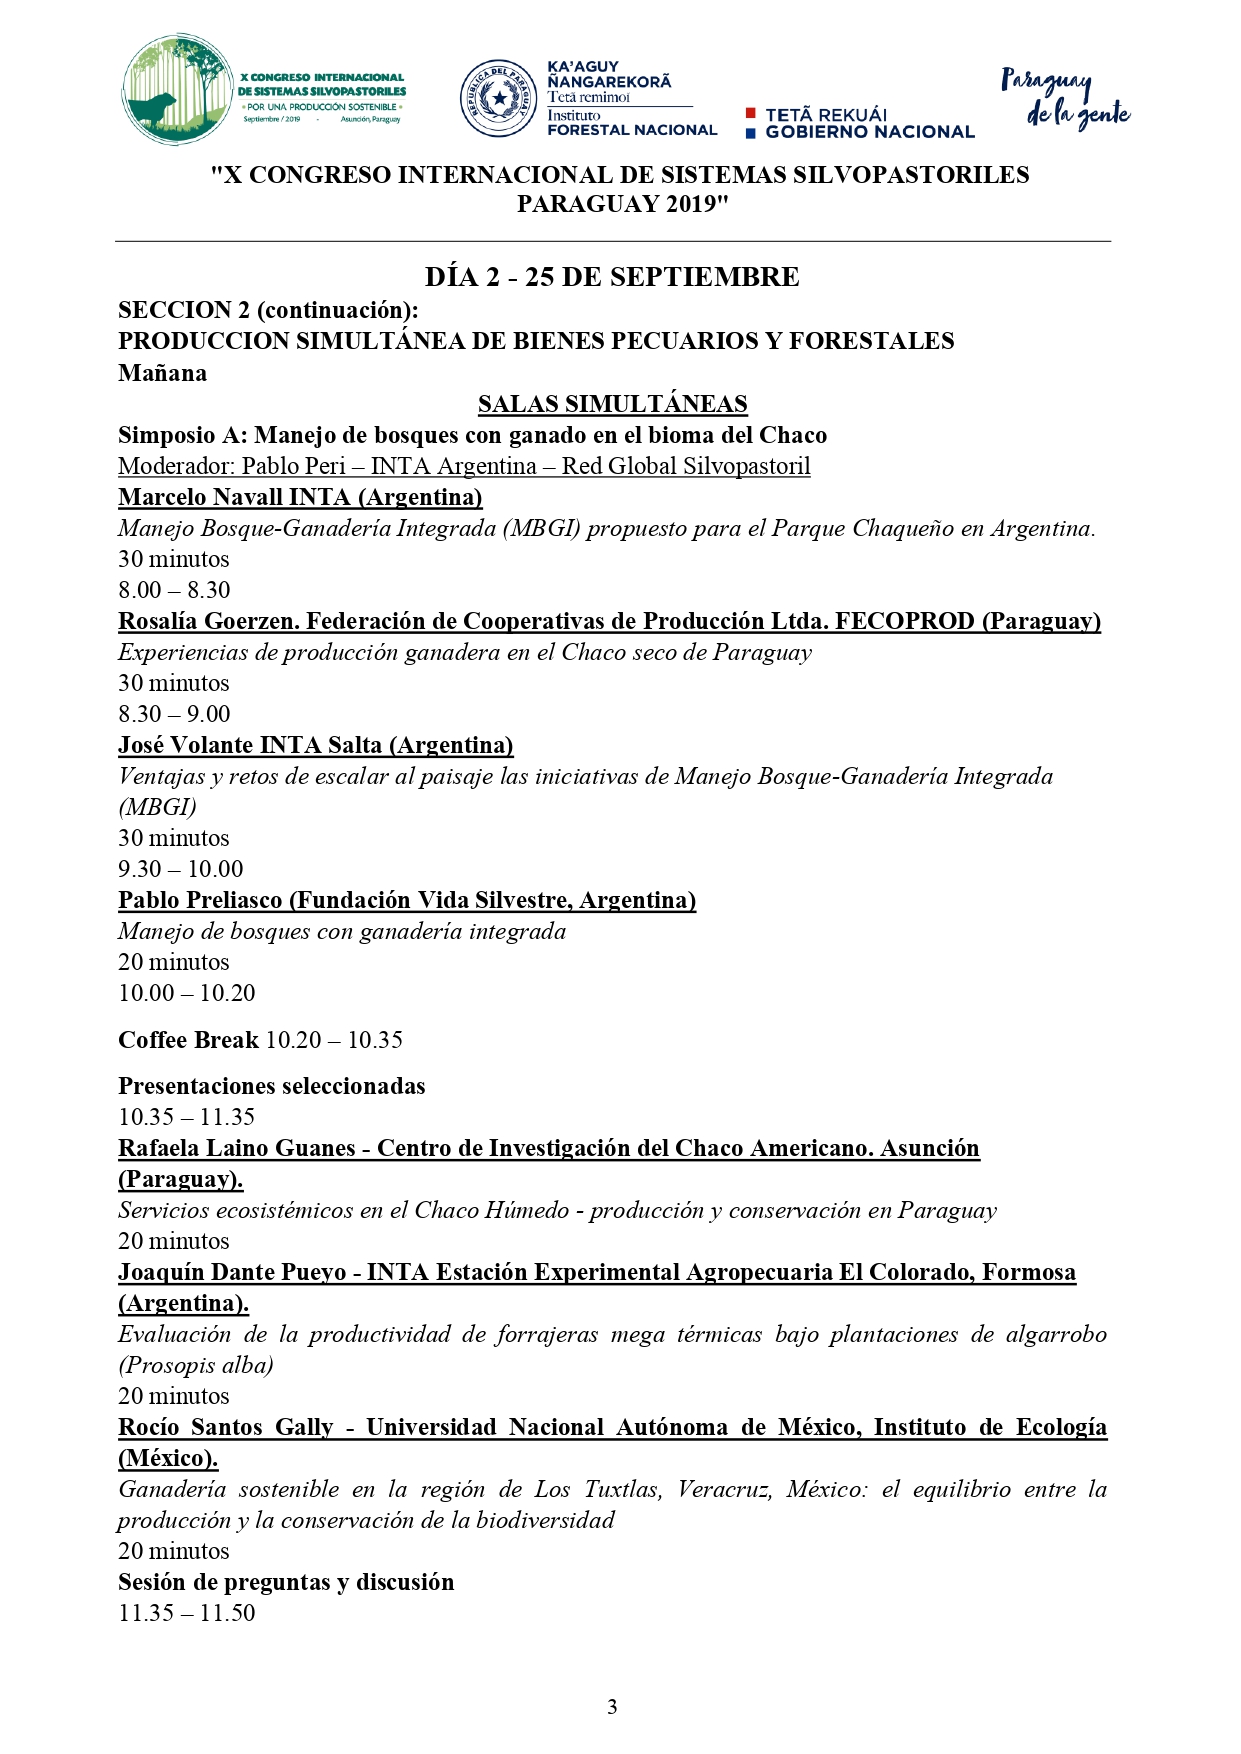 X CONGRESO INTERNACIONAL
DE SISTEMAS SILVOPASTORILES
• POR UNA PRODUCCIÓN SOSTENIBLE •
Septiembre / 2019 - Asunción, Paraguay
REPUBLICA DEL PARAGUAY
KA'AGUY
ÑANGAREKORÃ
Tetã remimoĩ
Instituto
FORESTAL NACIONAL
TETÃ REKUÁI
GOBIERNO NACIONAL
Paraguay
de la gente
"X CONGRESO INTERNACIONAL DE SISTEMAS SILVOPASTORILES
PARAGUAY 2019"
DÍA 2 - 25 DE SEPTIEMBRE
SECCION 2 (continuación):
PRODUCCION SIMULTÁNEA DE BIENES PECUARIOS Y FORESTALES
Mañana
SALAS SIMULTÁNEAS
Simposio A: Manejo de bosques con ganado en el bioma del Chaco
Moderador: Pablo Peri – INTA Argentina – Red Global Silvopastoril
Marcelo Navall INTA (Argentina)
Manejo Bosque-Ganadería Integrada (MBGI) propuesto para el Parque Chaqueño en Argentina.
30 minutos
8.00 – 8.30
Rosalía Goerzen. Federación de Cooperativas de Producción Ltda. FECOPROD (Paraguay)
Experiencias de producción ganadera en el Chaco seco de Paraguay
30 minutos
8.30 – 9.00
José Volante INTA Salta (Argentina)
Ventajas y retos de escalar al paisaje las iniciativas de Manejo Bosque-Ganadería Integrada
(MBGI)
30 minutos
9.30 – 10.00
Pablo Preliasco (Fundación Vida Silvestre, Argentina)
Manejo de bosques con ganadería integrada
20 minutos
10.00 – 10.20
Coffee Break 10.20 – 10.35
Presentaciones seleccionadas
10.35 – 11.35
Rafaela Laino Guanes - Centro de Investigación del Chaco Americano. Asunción
(Paraguay).
Servicios ecosistémicos en el Chaco Húmedo - producción y conservación en Paraguay
20 minutos
Joaquín Dante Pueyo - INTA Estación Experimental Agropecuaria El Colorado, Formosa
(Argentina).
Evaluación de la productividad de forrajeras mega térmicas bajo plantaciones de algarrobo
(Prosopis alba)
20 minutos
Rocío Santos Gally - Universidad Nacional Autónoma de México, Instituto de Ecología
(México).
Ganadería sostenible en la región de Los Tuxtlas, Veracruz, México: el equilibrio entre la
producción y la conservación de la biodiversidad
20 minutos
Sesión de preguntas y discusión
11.35 – 11.50
3